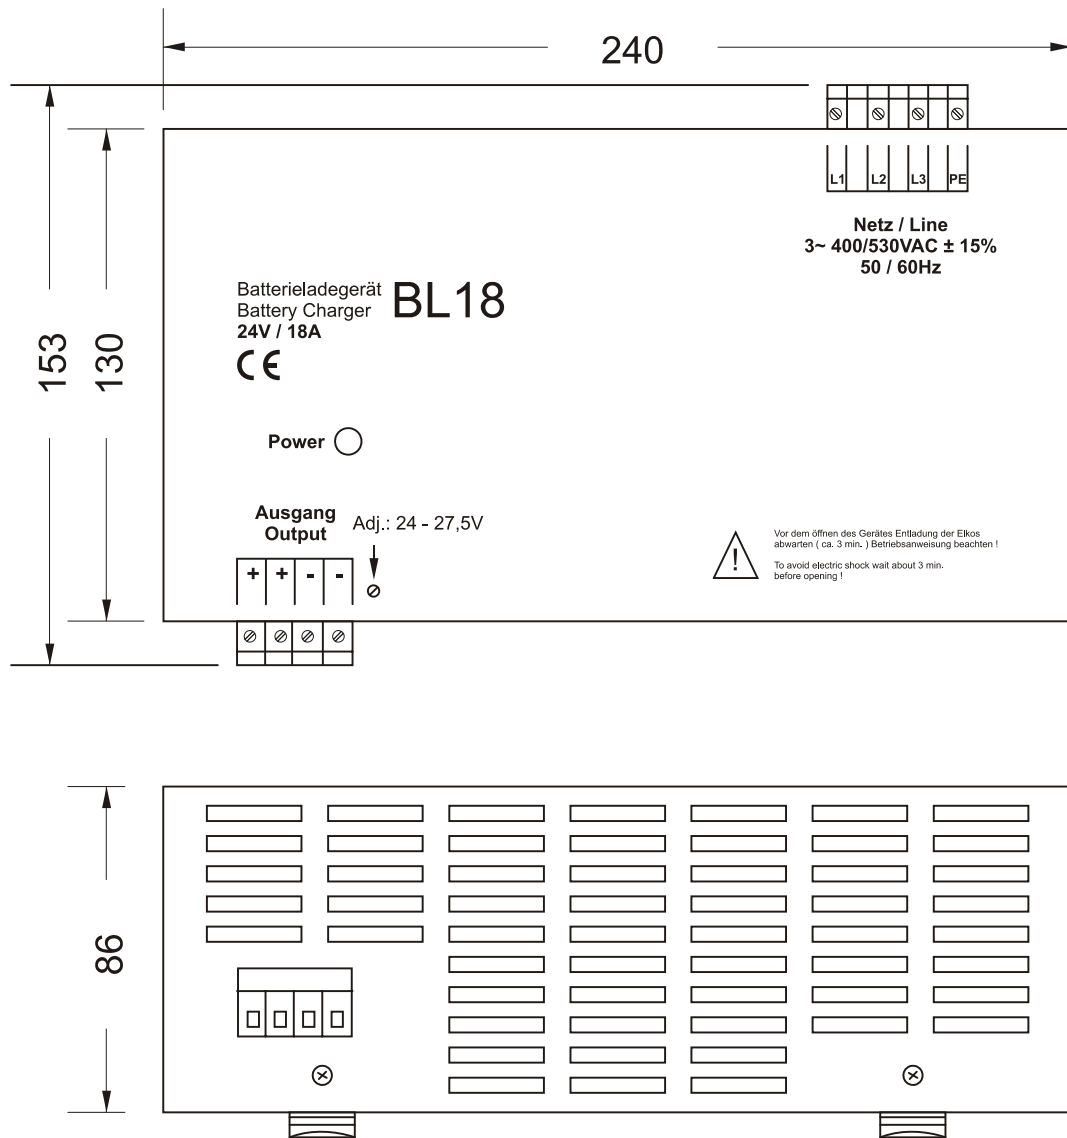 240
L1 L2 L3 PE
Netz / Line
3~ 400/530VAC ± 15%
50 / 60Hz
Batterieladegerät
Battery Charger
BL18
24V / 18A
CE
153
130
Power
Ausgang
Output
Adj.: 24 - 27,5V
+ + - -
!
Vor dem öffnen des Gerätes Entladung der Elkos
abwarten ( ca. 3 min. ) Betriebsanweisung beachten !
To avoid electric shock wait about 3 min.
before opening !
86